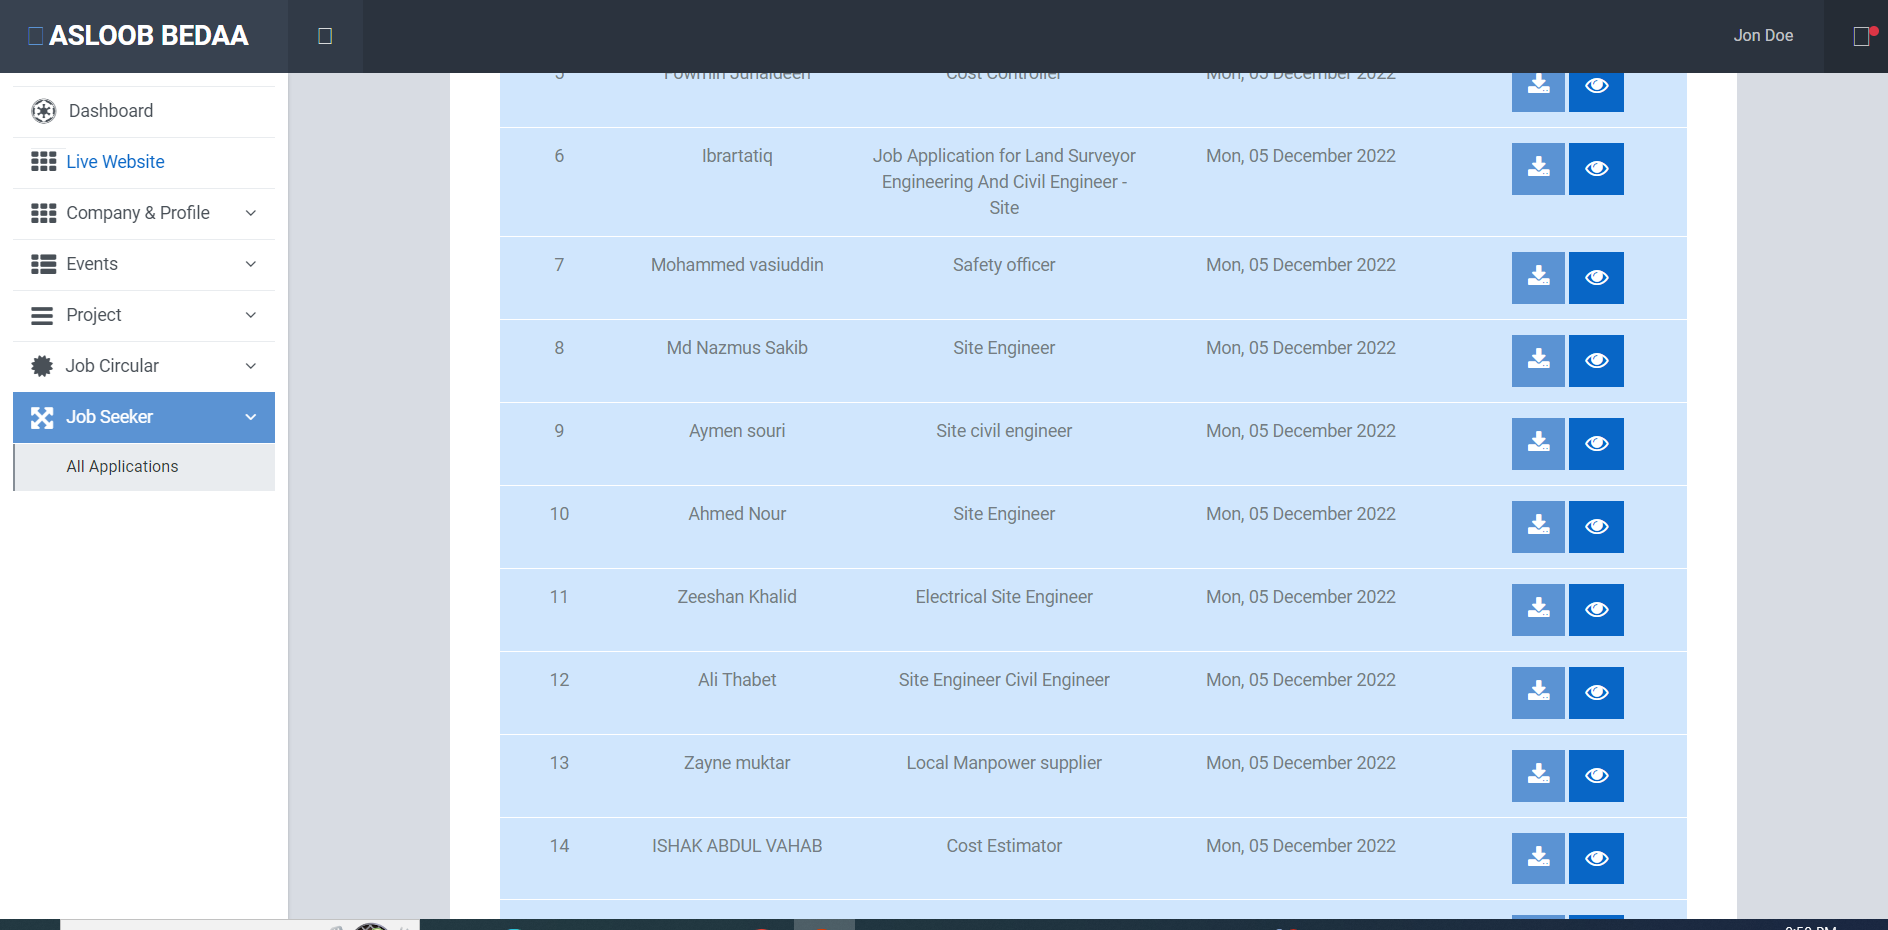 ASLOOB BEDAA
Jon Doe
Dashboard
Live Website
Company & Profile
Events
Project
Job Circular
Job Seeker
All Applications
5 Cost Controller Mon, 05 December 2022
6 Ibrartatiq Job Application for Land Surveyor Mon, 05 December 2022
Engineering And Civil Engineer -
Site
7 Mohammed vasiuddin Safety officer Mon, 05 December 2022
8 Md Nazmus Sakib Site Engineer Mon, 05 December 2022
9 Aymen souri Site civil engineer Mon, 05 December 2022
10 Ahmed Nour Site Engineer Mon, 05 December 2022
11 Zeeshan Khalid Electrical Site Engineer Mon, 05 December 2022
12 Ali Thabet Site Engineer Civil Engineer Mon, 05 December 2022
13 Zayne muktar Local Manpower supplier Mon, 05 December 2022
14 ISHAK ABDUL VAHAB Cost Estimator Mon, 05 December 2022